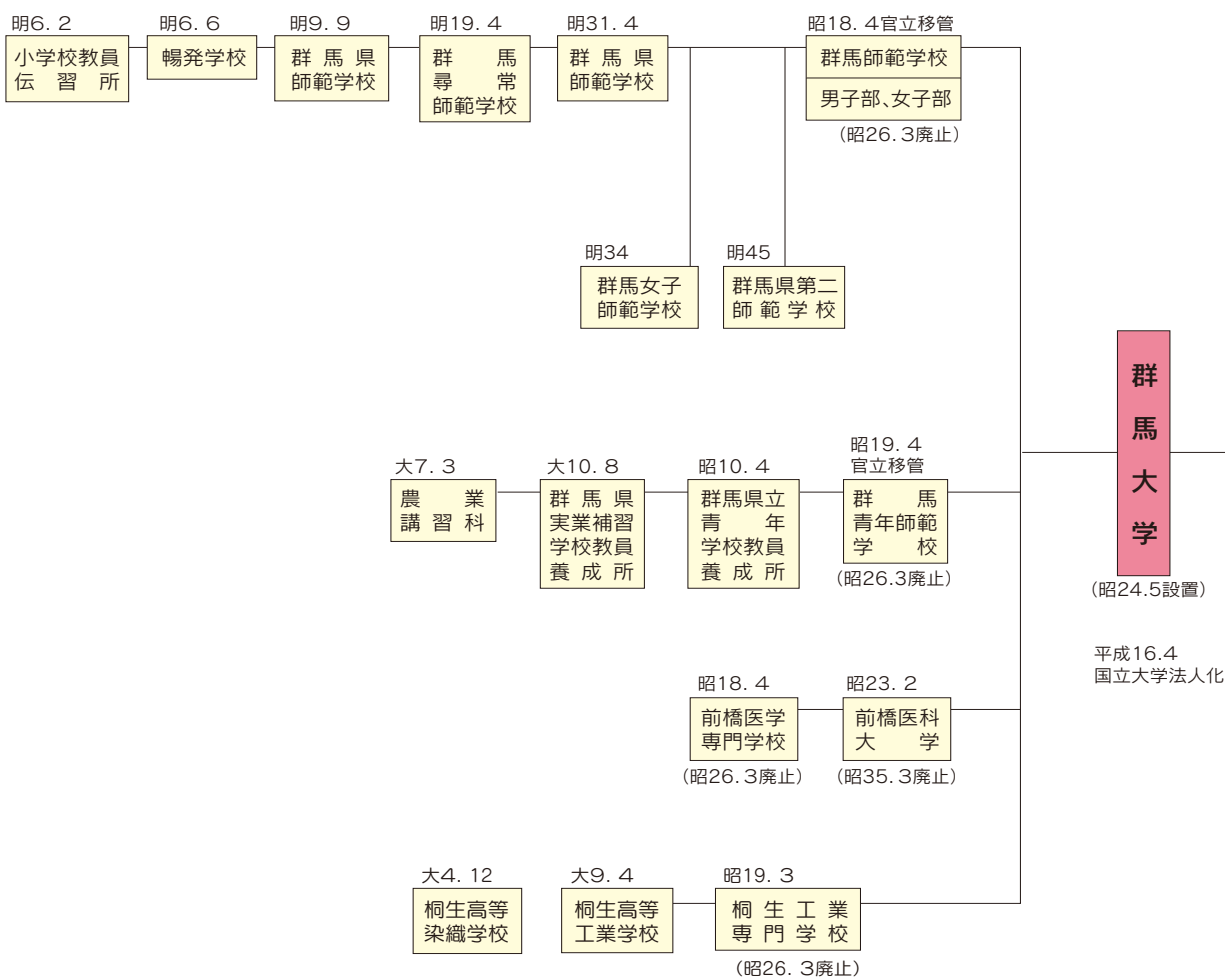 明6. 2
小学校教員
伝習所
明6. 6
暢発学校
明9. 9
群馬県
師範学校
明19. 4
群馬
尋常
師範学校
明31. 4
群馬県
師範学校
昭18. 4官立移管
群馬師範学校
男子部、女子部
(昭26. 3廃止)
明34
群馬女子
師範学校
明45
群馬県第二
師範学校
大7. 3
農業
講習科
大10. 8
群馬県
実業補習
学校教員
養成所
昭10. 4
群馬県立
青年
学校教員
養成所
昭19. 4
官立移管
群馬
青年師範
学校
(昭26.3廃止)
昭18. 4
前橋医学
専門学校
(昭26. 3廃止)
昭23. 2
前橋医科
大学
(昭35. 3廃止)
大4. 12
桐生高等
染織学校
大9. 4
桐生高等
工業学校
昭19. 3
桐生工業
専門学校
(昭26. 3廃止)
群馬大学
(昭24.5設置)
平成16.4
国立大学法人化